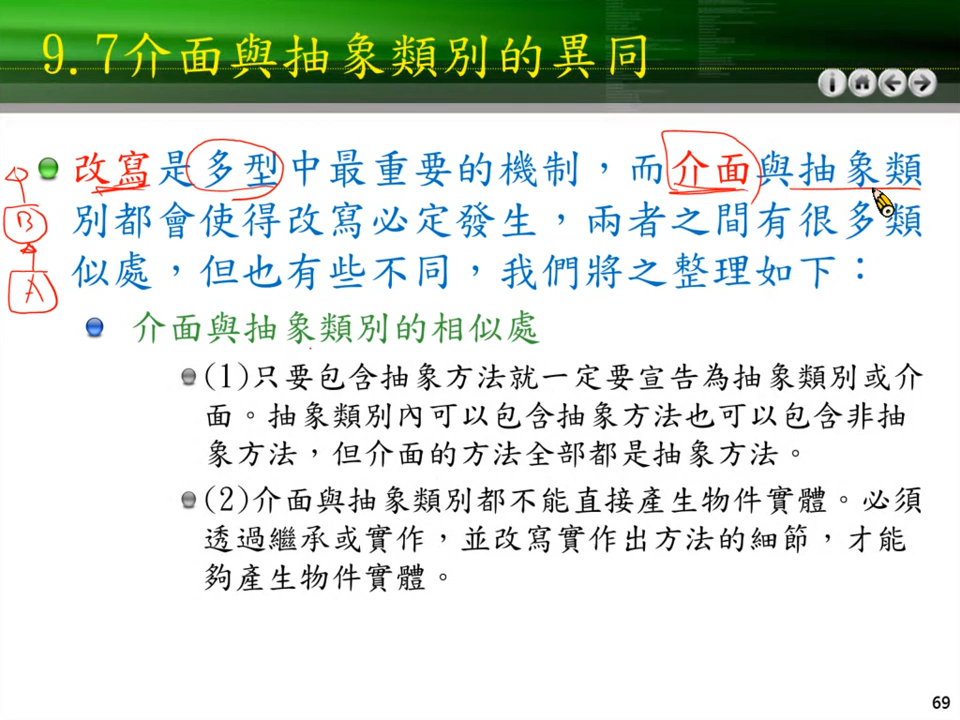 9.7介面與抽象類別的異同
改寫是多型中最重要的機制，而介面與抽象類
別都會使得改寫必定發生，兩者之間有很多類
似處，但也有些不同，我們將之整理如下：
B
A
介面與抽象類別的相似處
(1)只要包含抽象方法就一定要宣告為抽象類別或介
面。抽象類別內可以包含抽象方法也可以包含非抽
象方法，但介面的方法全部都是抽象方法。
(2)介面與抽象類別都不能直接產生物件實體。必須
透過繼承或實作，並改寫實作出方法的細節，才能
夠產生物件實體。
69